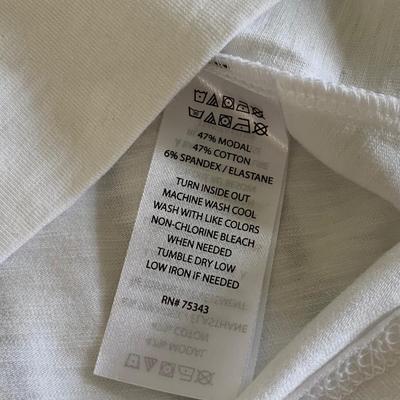 47% MODAL
47% COTTON
6% SPANDEX / ELASTANE
TURN INSIDE OUT
MACHINE WASH COOL
WASH WITH LIKE COLORS
NON-CHLORINE BLEACH
WHEN NEEDED
TUMBLE DRY LOW
LOW IRON IF NEEDED
RN# 75343